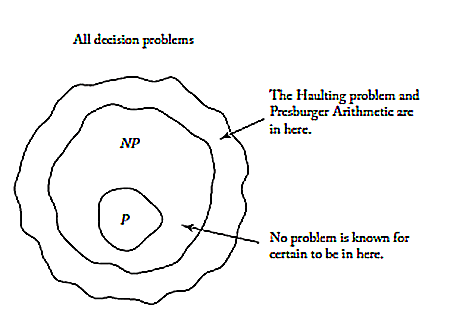 All decision problems
The Haulting problem and
Presburger Arithmetic are
in here.
NP
P
No problem is known for
certain to be in here.